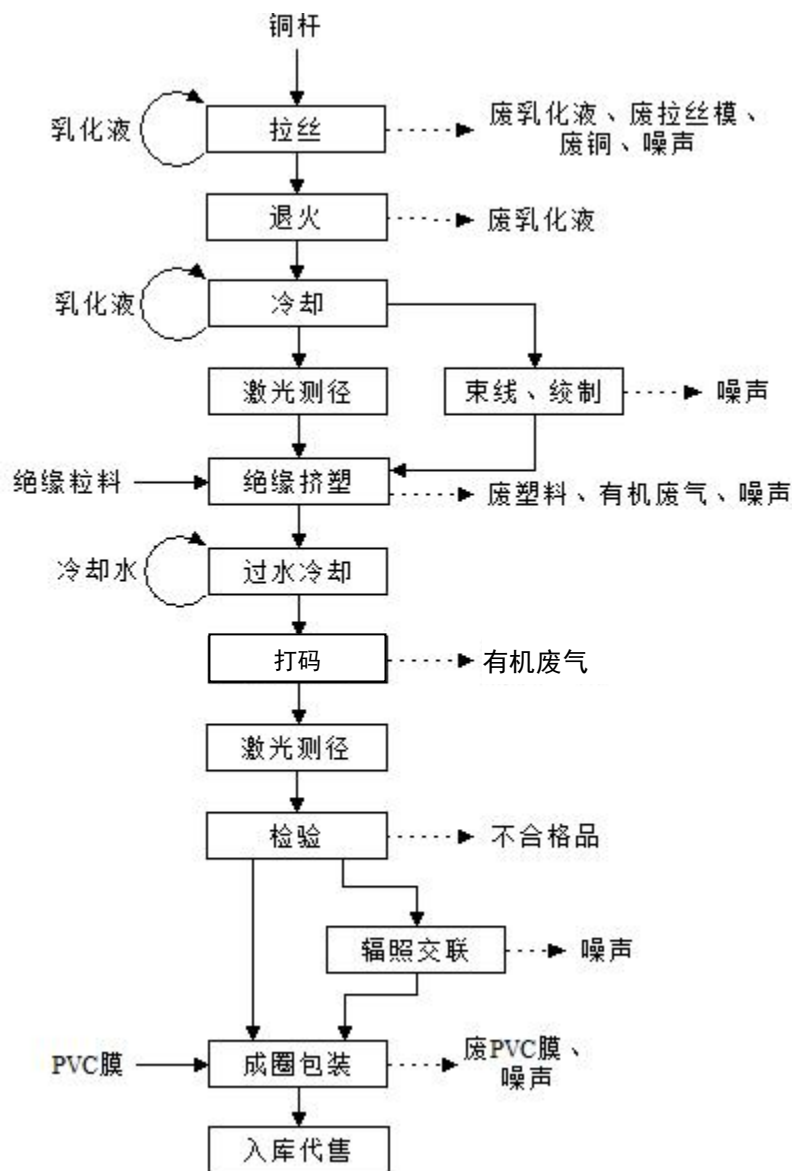 铜杆
乳化液
拉丝
废乳化液、废拉丝模、
废铜、噪声
退火
废乳化液
乳化液
冷却
激光测径
束线、绞制
噪声
绝缘粒料
绝缘挤塑
废塑料、有机废气、噪声
冷却水
过水冷却
打码
有机废气
激光测径
检验
不合格品
辐照交联
噪声
PVC膜
成圈包装
废PVC膜、
噪声
入库代售